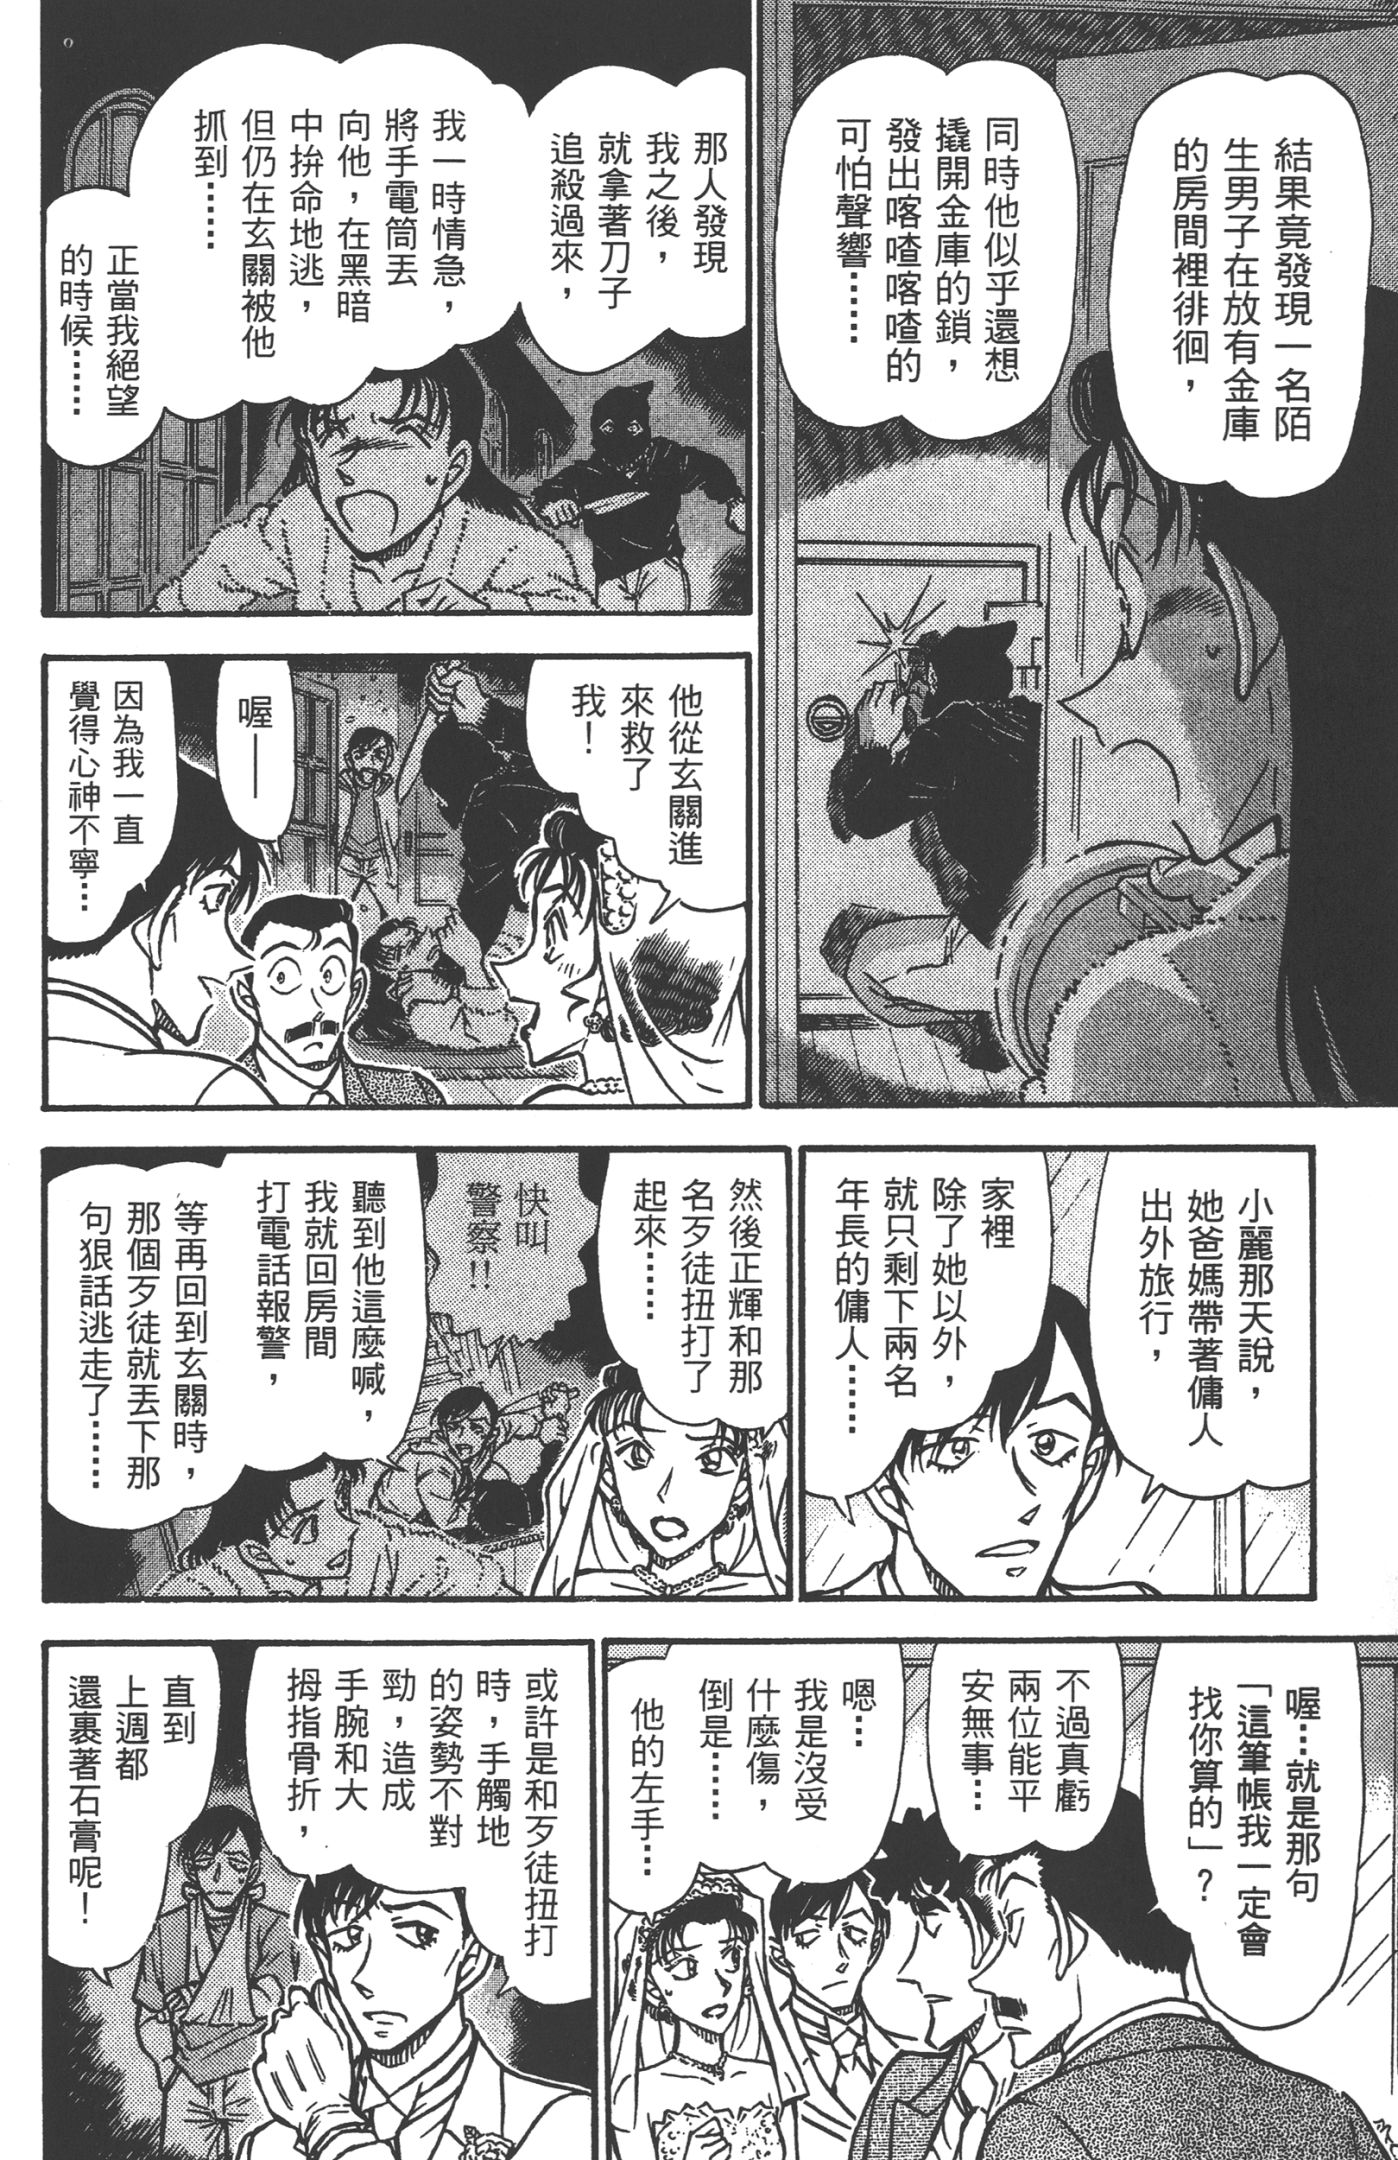 結果竟發現一名陌
生男子在放有金庫
的房間裡徘徊，
同時他似乎還想
撬開金庫的鎖，
發出喀喳喀喳的
可怕聲響……
那人發現
我之後，
就拿著刀子
追殺過來，
我一時情急，
將手電筒丟
向他，在黑暗
中拚命地逃，
但仍在玄關被他
抓到……
正當我絕望
的時候……
他從玄關進
來救了
我！
喔——
因為我一直
覺得心神不寧…
小麗那天說，
她爸媽帶著傭人
出外旅行，
家裡
除了她以外，
就只剩下兩名
年長的傭人……
然後正輝和那
名歹徒扭打了
起來……
快叫
警察!!
聽到他這麼喊，
我就回房間
打電話報警，
等再回到玄關時，
那個歹徒就丟下那
句狠話逃走了……
喔…就是那句
「這筆帳我一定會
找你算的」？
不過真虧
兩位能平
安無事…
嗯…
我是沒受
什麼傷，
倒是……
他的左手…
或許是和歹徒扭打
時，手觸地
的姿勢不對
勁，造成
手腕和大
拇指骨折，
直到
上週都
還裹著石膏呢！